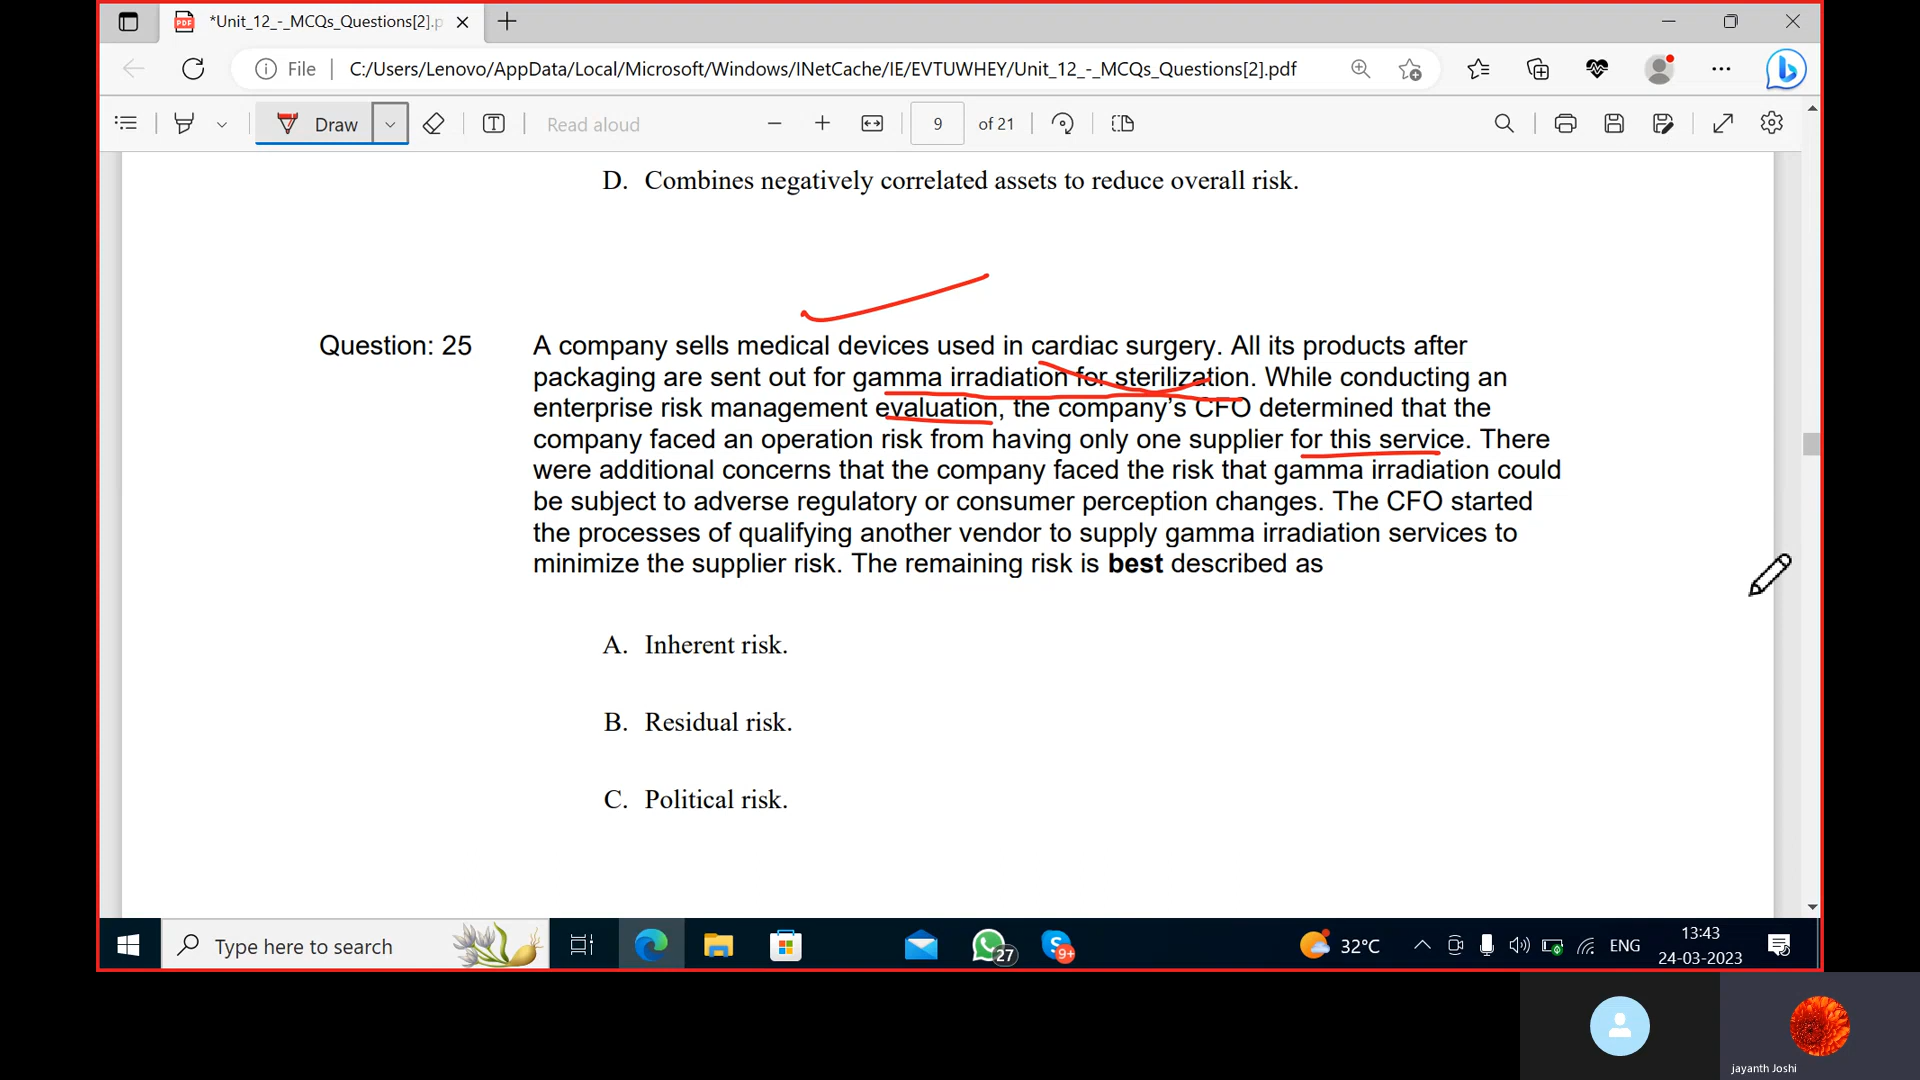 *Unit_12_-_MCQs_Questions[2].p
File
C:/Users/Lenovo/AppData/Local/Microsoft/Windows/INetCache/IE/EVTUWHEY/Unit_12_-_MCQs_Questions[2].pdf
Draw
Read aloud
9
of 21
D. Combines negatively correlated assets to reduce overall risk.
Question: 25
A company sells medical devices used in cardiac surgery. All its products after
packaging are sent out for gamma irradiation for sterilization. While conducting an
enterprise risk management evaluation, the company's CFO determined that the
company faced an operation risk from having only one supplier for this service. There
were additional concerns that the company faced the risk that gamma irradiation could
be subject to adverse regulatory or consumer perception changes. The CFO started
the processes of qualifying another vendor to supply gamma irradiation services to
minimize the supplier risk. The remaining risk is best described as
A. Inherent risk.
B. Residual risk.
C. Political risk.
Type here to search
27
9+
32°C
ENG
13:43
24-03-2023
jayanth Joshi